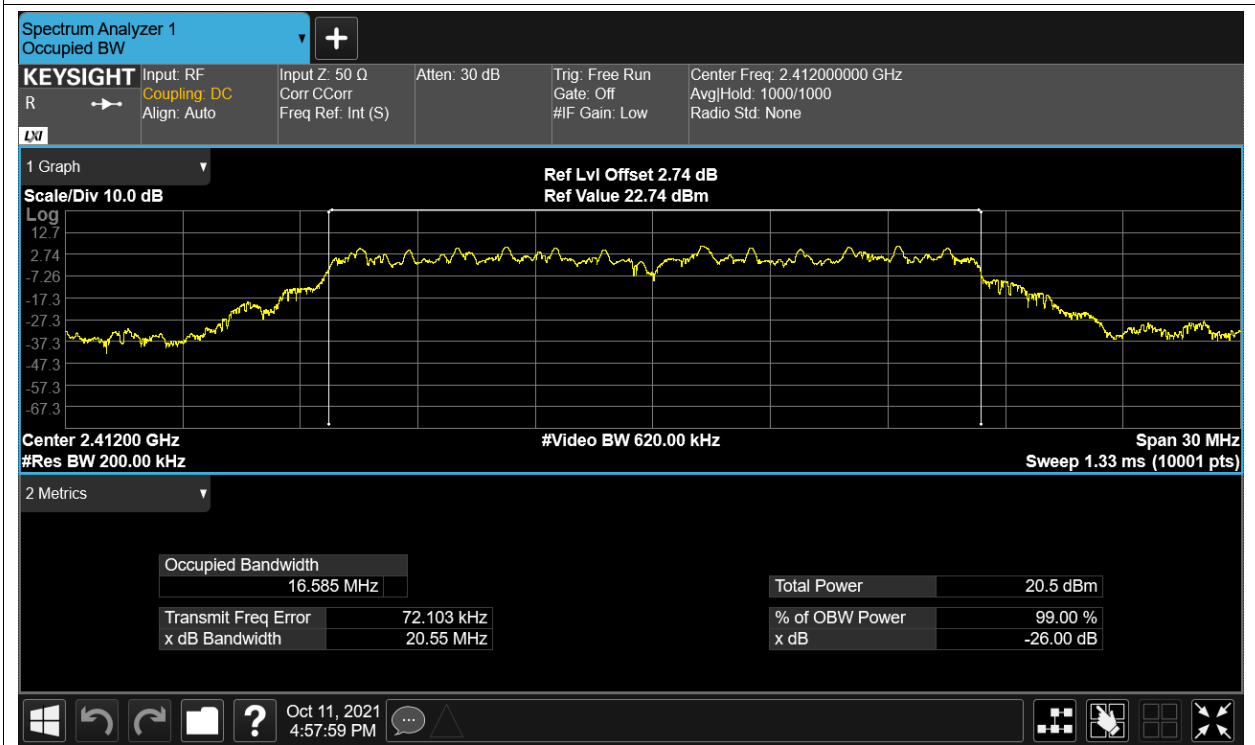 Spectrum Analyzer 1
Occupied BW
KEYSIGHT
R
LXI
Input: RF
Coupling: DC
Align: Auto
Input Z: 50 Ω
Corr CCorr
Freq Ref: Int (S)
Atten: 30 dB
Trig: Free Run
Gate: Off
#IF Gain: Low
Center Freq: 2.412000000 GHz
Avg|Hold: 1000/1000
Radio Std: None
1 Graph
Ref Lvl Offset 2.74 dB
Scale/Div 10.0 dB
Ref Value 22.74 dBm
Log
12.7
2.74
-7.26
-17.3
-27.3
-37.3
-47.3
-57.3
-67.3
Center 2.41200 GHz
#Video BW 620.00 kHz
Span 30 MHz
#Res BW 200.00 kHz
Sweep 1.33 ms (10001 pts)
2 Metrics
Occupied Bandwidth
16.585 MHz
Total Power 20.5 dBm
Transmit Freq Error 72.103 kHz
% of OBW Power 99.00 %
x dB Bandwidth 20.55 MHz
x dB -26.00 dB
?
Oct 11, 2021
4:57:59 PM